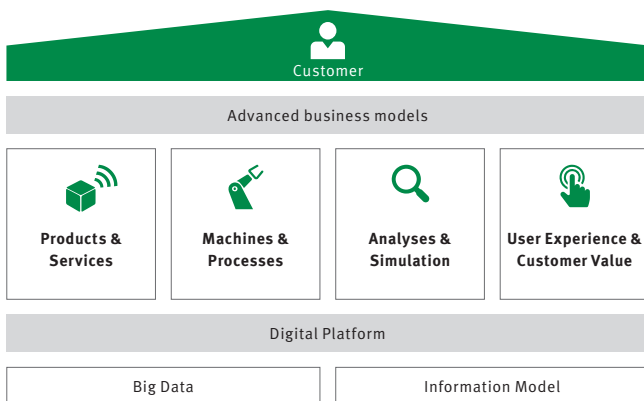 Customer
Advanced business models
Products &
Services
Machines &
Processes
Analyses &
Simulation
User Experience &
Customer Value
Digital Platform
Big Data
Information Model